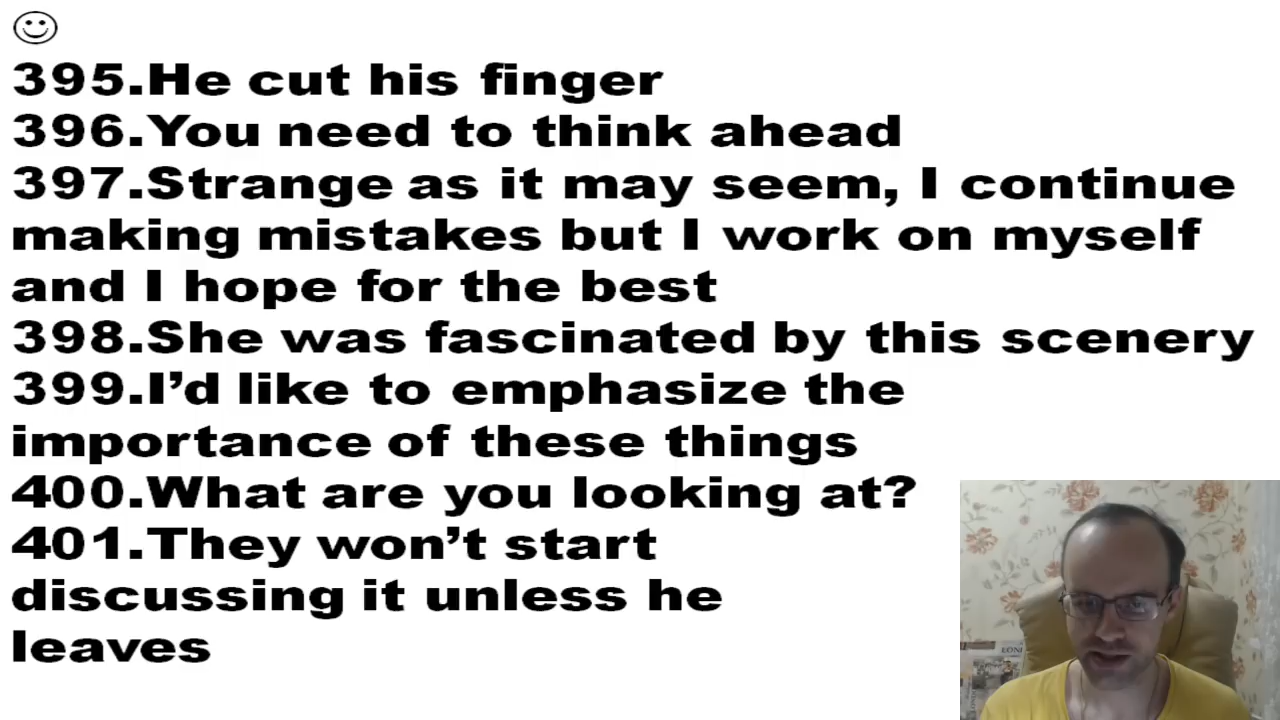 395.He cut his finger
396.You need to think ahead
397.Strange as it may seem, I continue
making mistakes but I work on myself
and I hope for the best
398.She was fascinated by this scenery
399.I’d like to emphasize the
importance of these things
400.What are you looking at?
401.They won’t start
discussing it unless he
leaves